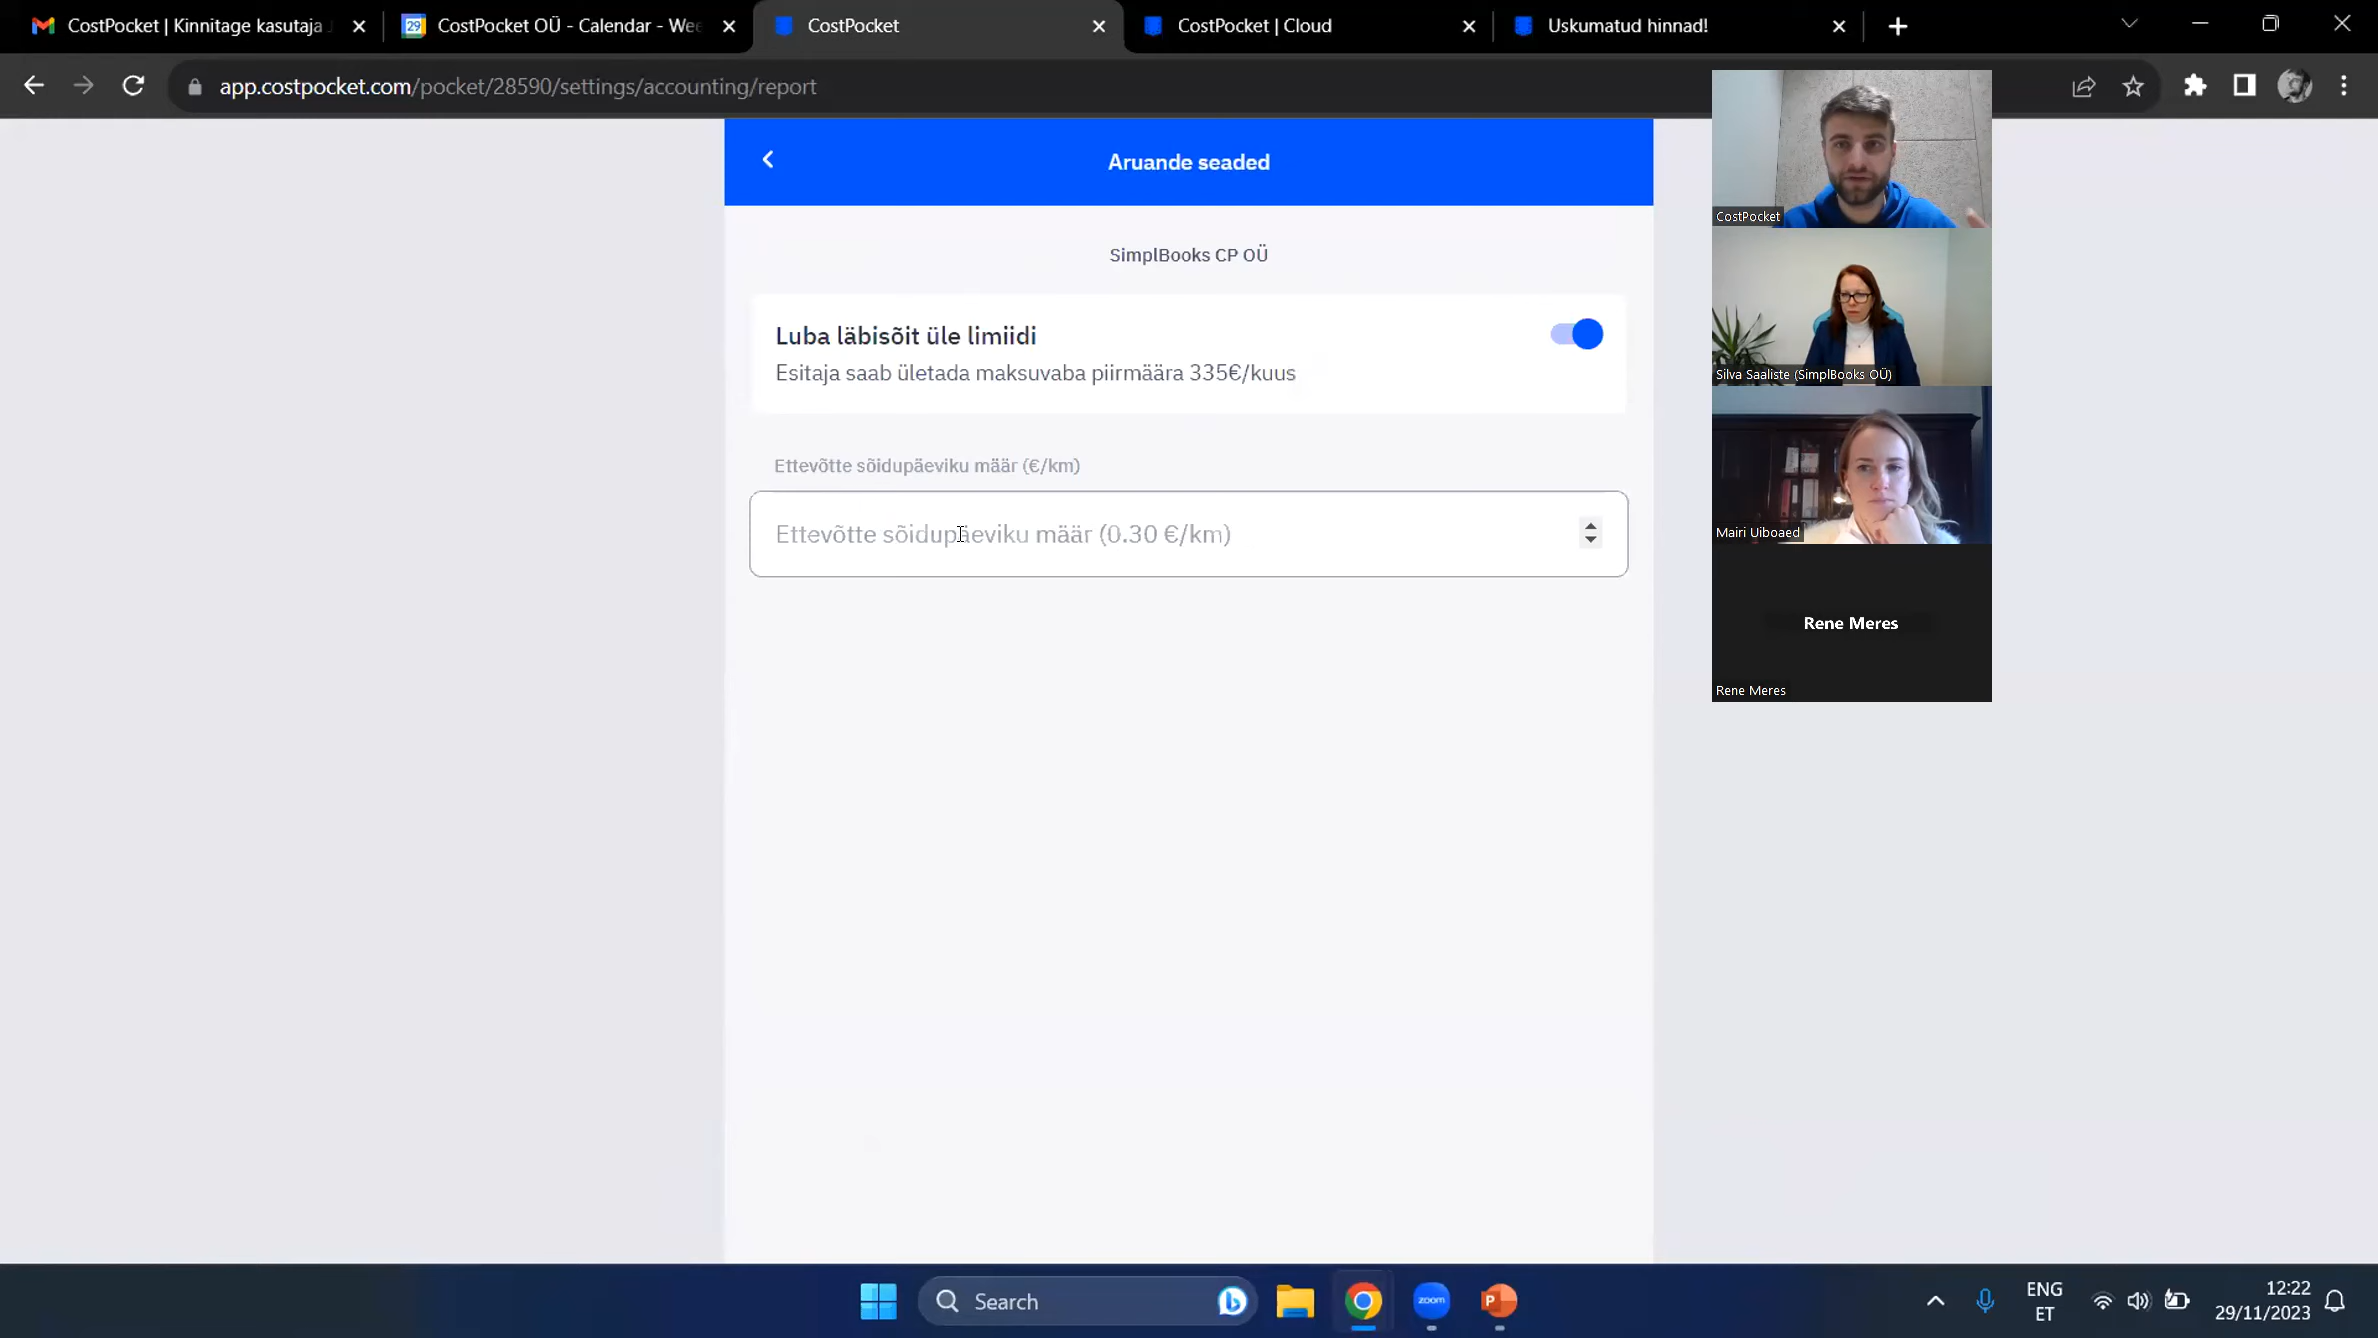 CostPocket | Kinnitage kasutaja
CostPocket OÜ - Calendar - Wee
CostPocket
CostPocket | Cloud
Uskumatud hinnad!
app.costpocket.com/pocket/28590/settings/accounting/report
Aruande seaded
SimplBooks CP OÜ
Luba läbisõit üle limiidi
Esitaja saab ületada maksuvaba piirmäära 335€/kuus
Ettevõtte sõidupäeviku määr (€/km)
Ettevõtte sõidupäeviku määr (0.30 €/km)
CostPocket
Silva Saaliste (SimplBooks OÜ)
Mairi Uiboaed
Rene Meres
Rene Meres
29
Search
zoom
P
ENG
ET
12:22
29/11/2023